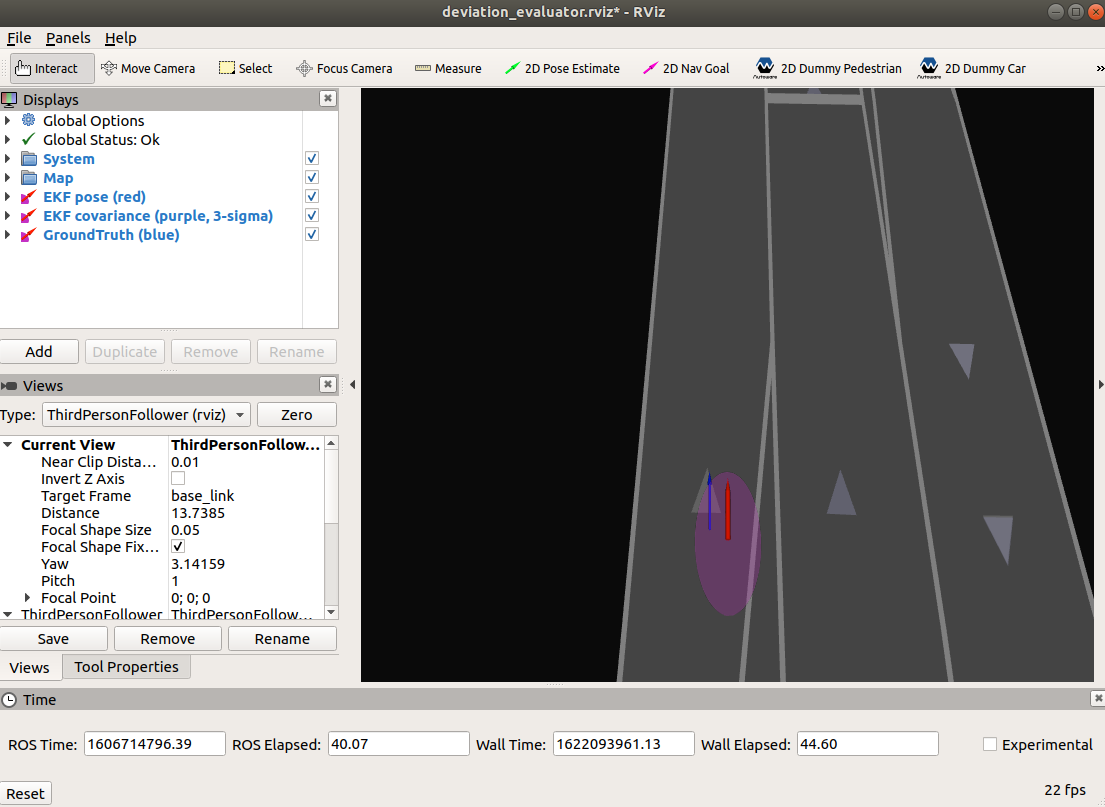 deviation_evaluator.rviz* - RViz
File Panels Help
Interact Move Camera Select Focus Camera Measure 2D Pose Estimate 2D Nav Goal Autoware 2D Dummy Pedestrian Autoware 2D Dummy Car »
Displays
Global Options
Global Status: Ok
System
Map
EKF pose (red)
EKF covariance (purple, 3-sigma)
GroundTruth (blue)
Add Duplicate Remove Rename
Views
Type: ThirdPersonFollower (rviz) Zero
Current View ThirdPersonFollow...
Near Clip Dista... 0.01
Invert Z Axis
Target Frame base_link
Distance 13.7385
Focal Shape Size 0.05
Focal Shape Fix... ✓
Yaw 3.14159
Pitch 1
Focal Point 0; 0; 0
ThirdPersonFollower ThirdPersonFollow...
Save Remove Rename
Views Tool Properties
Time
ROS Time: 1606714796.39 ROS Elapsed: 40.07 Wall Time: 1622093961.13 Wall Elapsed: 44.60 Experimental
Reset 22 fps